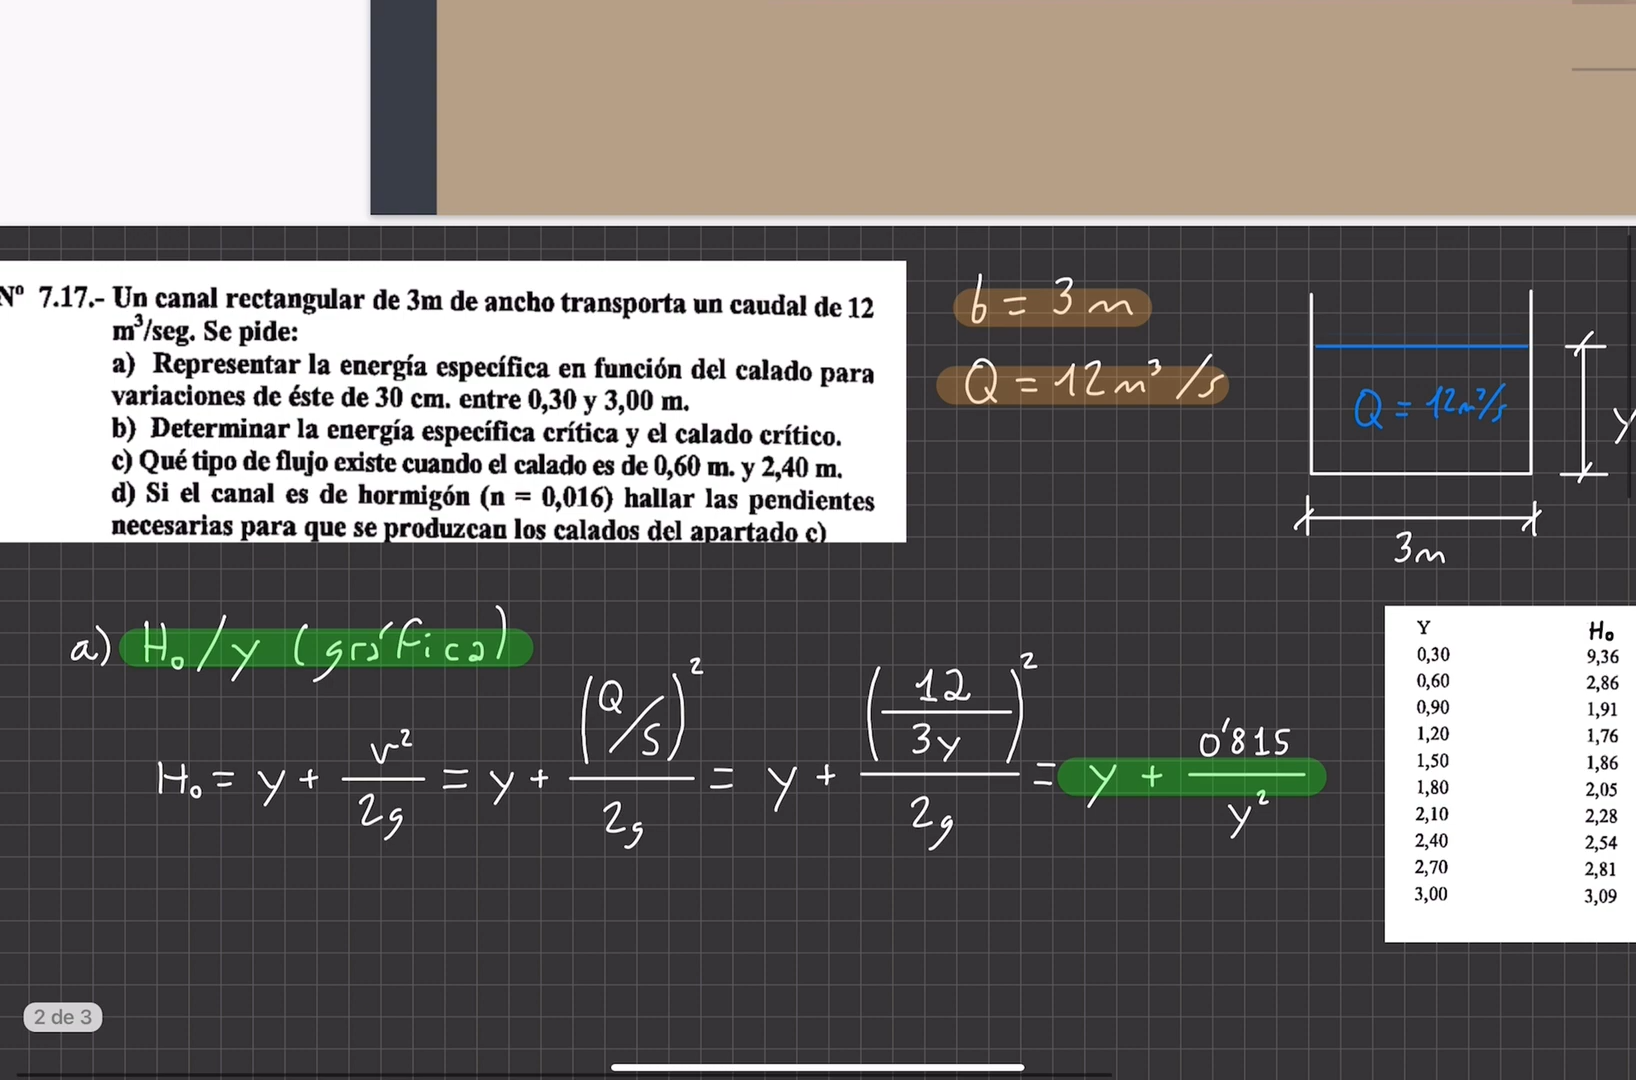 Nº 7.17.- Un canal rectangular de 3m de ancho transporta un caudal de 12
m³/seg. Se pide:
a) Representar la energía específica en función del calado para
variaciones de éste de 30 cm. entre 0,30 y 3,00 m.
b) Determinar la energía específica crítica y el calado crítico.
c) Qué tipo de flujo existe cuando el calado es de 0,60 m. y 2,40 m.
d) Si el canal es de hormigón (n = 0,016) hallar las pendientes
necesarias para que se produzcan los calados del apartado c)
b = 3 m
Q = 12 m³/s
Q = 12 m³/s
y
3m
a) H₀/y (gráfica)
H₀ = y + v²/2g = y + (Q/S)²/2g = y + (12/3y)²/2g = y + 0'815/y²
Y H₀
0,30 9,36
0,60 2,86
0,90 1,91
1,20 1,76
1,50 1,86
1,80 2,05
2,10 2,28
2,40 2,54
2,70 2,81
3,00 3,09
2 de 3